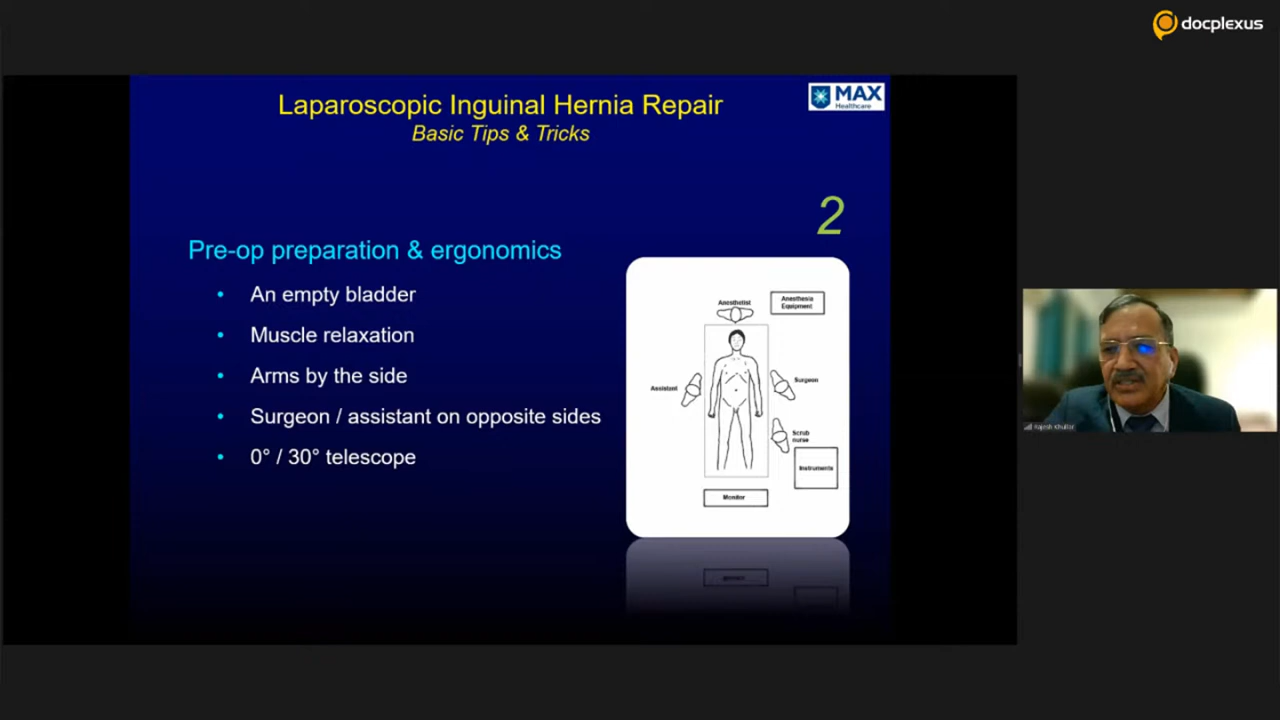 docplexus
Laparoscopic Inguinal Hernia Repair
Basic Tips & Tricks
MAX
Healthcare
2
Pre-op preparation & ergonomics
• An empty bladder
• Muscle relaxation
• Arms by the side
• Surgeon / assistant on opposite sides
• 0° / 30° telescope
Anesthetist
Anesthesia
Equipment
Assistant
Surgeon
Scrub
nurse
Instruments
Monitor
Rajesh Khullar